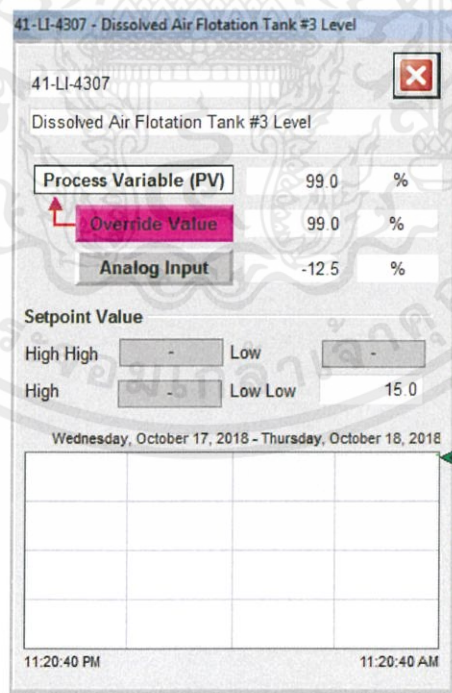 41-LI-4307 - Dissolved Air Flotation Tank #3 Level
41-LI-4307
Dissolved Air Flotation Tank #3 Level
Process Variable (PV) 99.0 %
Override Value 99.0 %
Analog Input -12.5 %
Setpoint Value
High High - Low -
High - Low Low 15.0
Wednesday, October 17, 2018 - Thursday, October 18, 2018
11:20:40 PM 11:20:40 AM